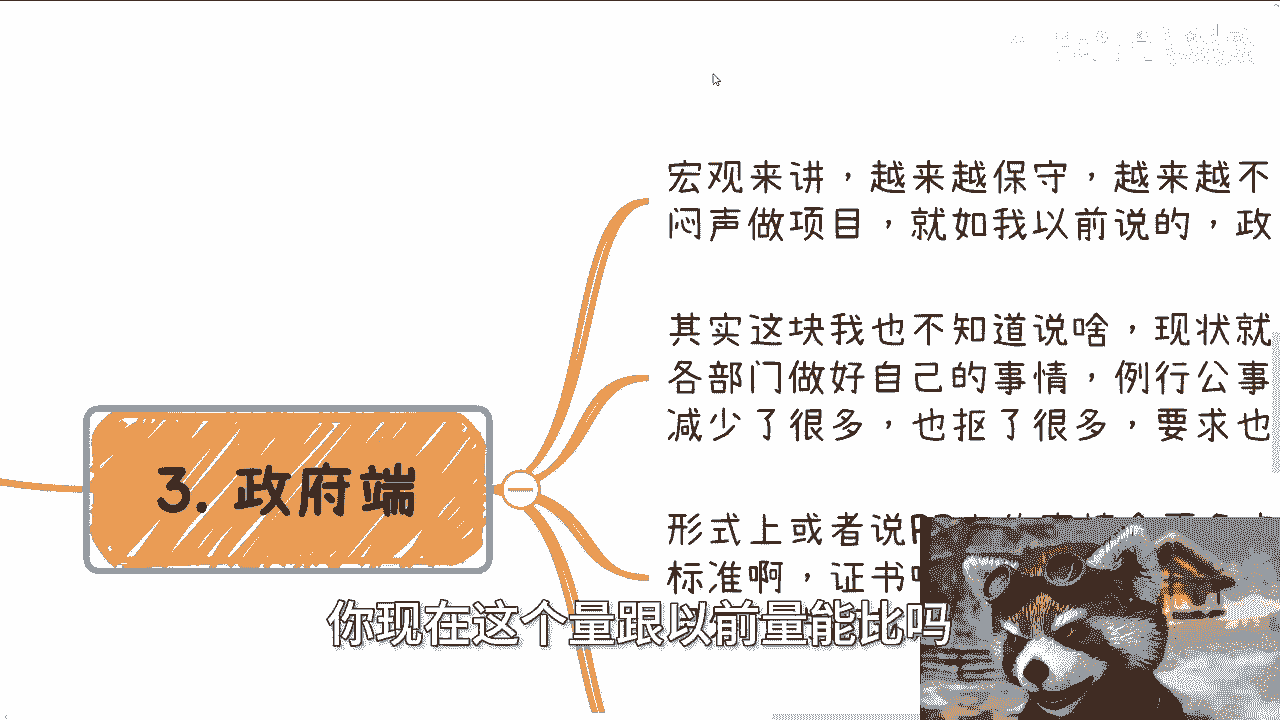 宏观来讲，越来越保守，越来越不
闷声做项目，就如我以前说的，政
其实这块我也不知道说啥，现状就
各部门做好自己的事情，例行公事
减少了很多，也抠了很多，要求也
3. 政府端
形式上或者说
标准啊，证书
你现在这个量跟以前量能比吗